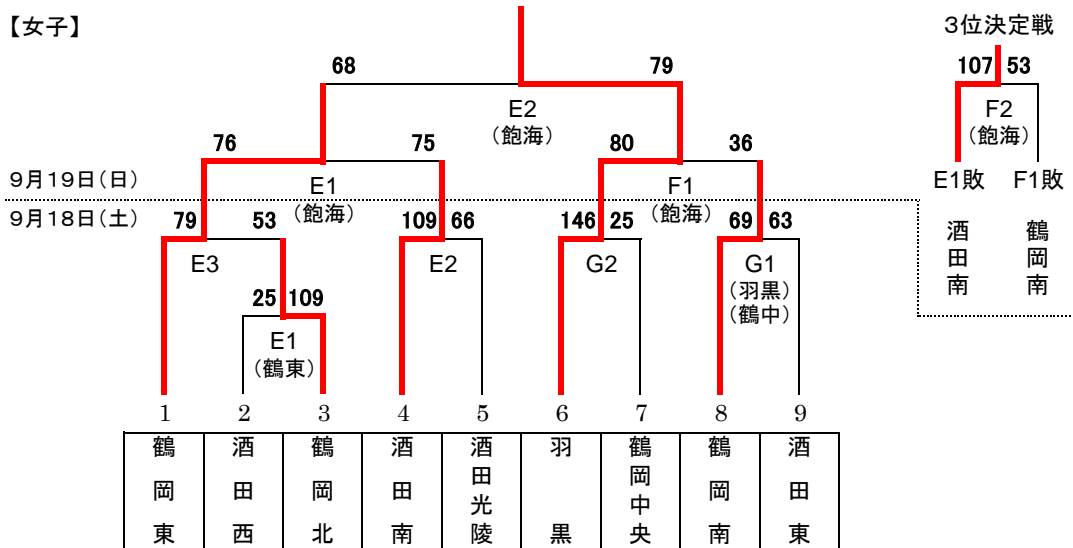 【女子】
3位決定戦
68 79
107 53
E2
(飽海)
F2
(飽海)
76 75 80 36
E1敗 F1敗
9月19日(日)
E1
(飽海)
F1
(飽海)
9月18日(土)
79 53 109 66 146 25 69 63
酒田南
鶴岡南
E3 E2 G2 G1
(羽黒)
(鶴中)
25 109
E1
(鶴東)
1 2 3 4 5 6 7 8 9
鶴岡東
酒田西
鶴岡北
酒田南
酒田光陵
羽黒
鶴岡中央
鶴岡南
酒田東